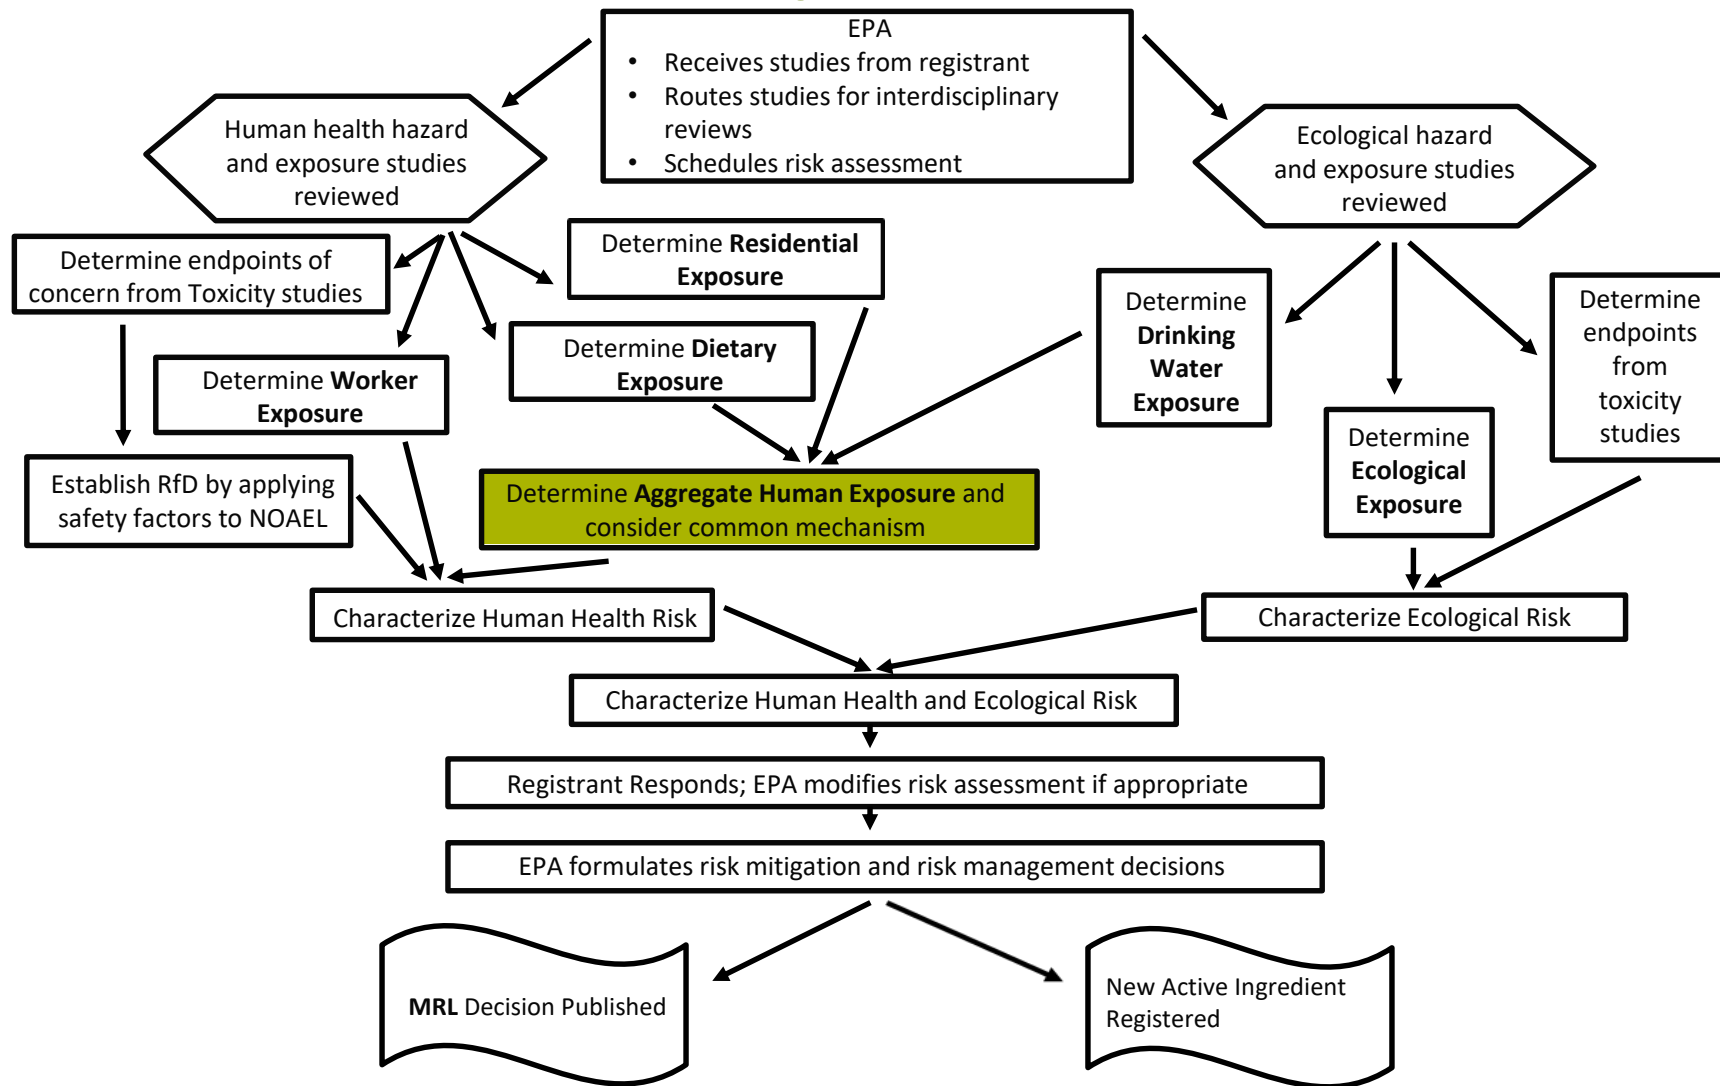 EPA
• Receives studies from registrant
• Routes studies for interdisciplinary
reviews
• Schedules risk assessment
Human health hazard
and exposure studies
reviewed
Ecological hazard
and exposure studies
reviewed
Determine endpoints of
concern from Toxicity studies
Determine Residential
Exposure
Determine Dietary
Exposure
Determine Worker
Exposure
Determine
Drinking
Water
Exposure
Determine
endpoints
from
toxicity
studies
Determine
Ecological
Exposure
Establish RfD by applying
safety factors to NOAEL
Determine Aggregate Human Exposure and
consider common mechanism
Characterize Human Health Risk
Characterize Ecological Risk
Characterize Human Health and Ecological Risk
Registrant Responds; EPA modifies risk assessment if appropriate
EPA formulates risk mitigation and risk management decisions
MRL Decision Published
New Active Ingredient
Registered